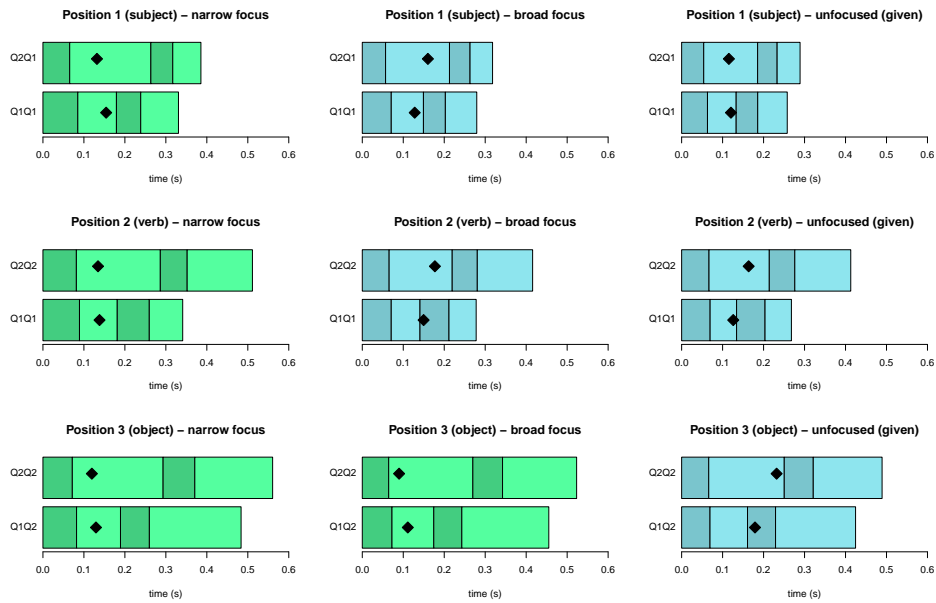 Position 1 (subject) – narrow focus
Q2Q1
Q1Q1
0.0 0.1 0.2 0.3 0.4 0.5 0.6
time (s)
Position 1 (subject) – broad focus
Q2Q1
Q1Q1
0.0 0.1 0.2 0.3 0.4 0.5 0.6
time (s)
Position 1 (subject) – unfocused (given)
Q2Q1
Q1Q1
0.0 0.1 0.2 0.3 0.4 0.5 0.6
time (s)
Position 2 (verb) – narrow focus
Q2Q2
Q1Q1
0.0 0.1 0.2 0.3 0.4 0.5 0.6
time (s)
Position 2 (verb) – broad focus
Q2Q2
Q1Q1
0.0 0.1 0.2 0.3 0.4 0.5 0.6
time (s)
Position 2 (verb) – unfocused (given)
Q2Q2
Q1Q1
0.0 0.1 0.2 0.3 0.4 0.5 0.6
time (s)
Position 3 (object) – narrow focus
Q2Q2
Q1Q2
0.0 0.1 0.2 0.3 0.4 0.5 0.6
time (s)
Position 3 (object) – broad focus
Q2Q2
Q1Q2
0.0 0.1 0.2 0.3 0.4 0.5 0.6
time (s)
Position 3 (object) – unfocused (given)
Q2Q2
Q1Q2
0.0 0.1 0.2 0.3 0.4 0.5 0.6
time (s)